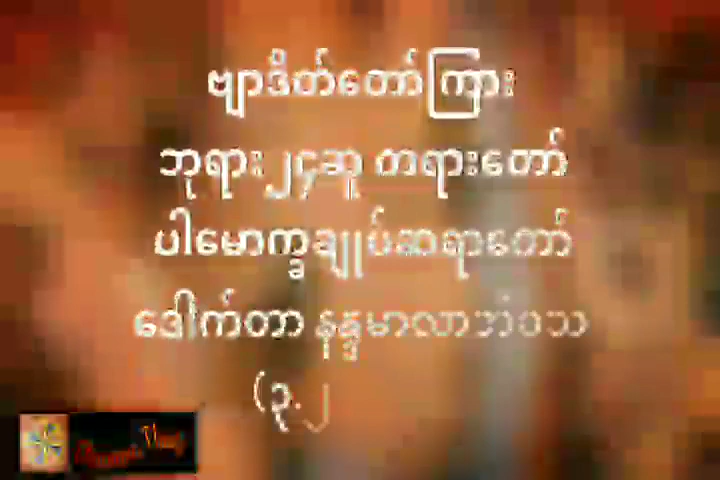 ဗျာဒိတ်တော်ကြား
ဘုရား၂၄ဆူ တရားတော်
ပါမောက္ခချုပ်ဆရာတော်
ဒေါက်တာ နန္ဒမာလာဘိဝံသ
(၃.၂